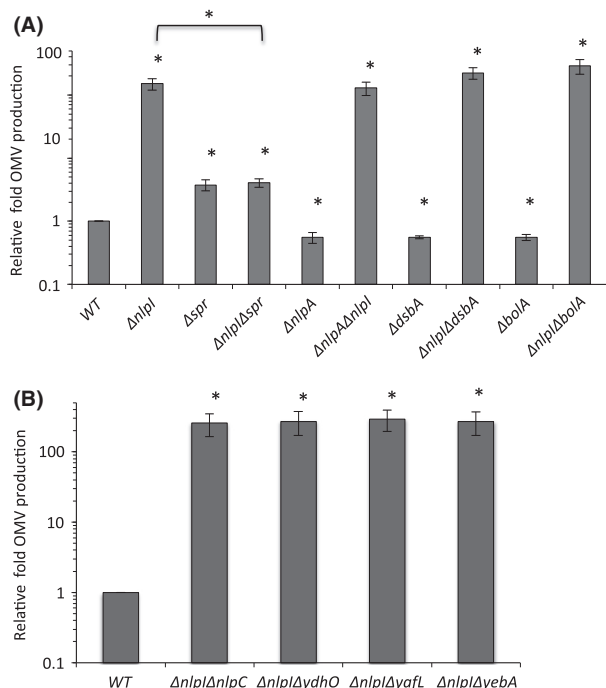 (A)
*
Relative fold OMV production
100
10
1
0.1
* * * * * * * * *
WT ΔnlpI Δspr ΔnlpIΔspr ΔnlpA ΔnlpAΔnlpI ΔdsbA ΔnlpIΔdsbA ΔbolA ΔnlpIΔbolA
(B)
Relative fold OMV production
100
10
1
0.1
* * * *
WT ΔnlpIΔnlpC ΔnlpIΔydhO ΔnlpIΔyafL ΔnlpIΔyebA